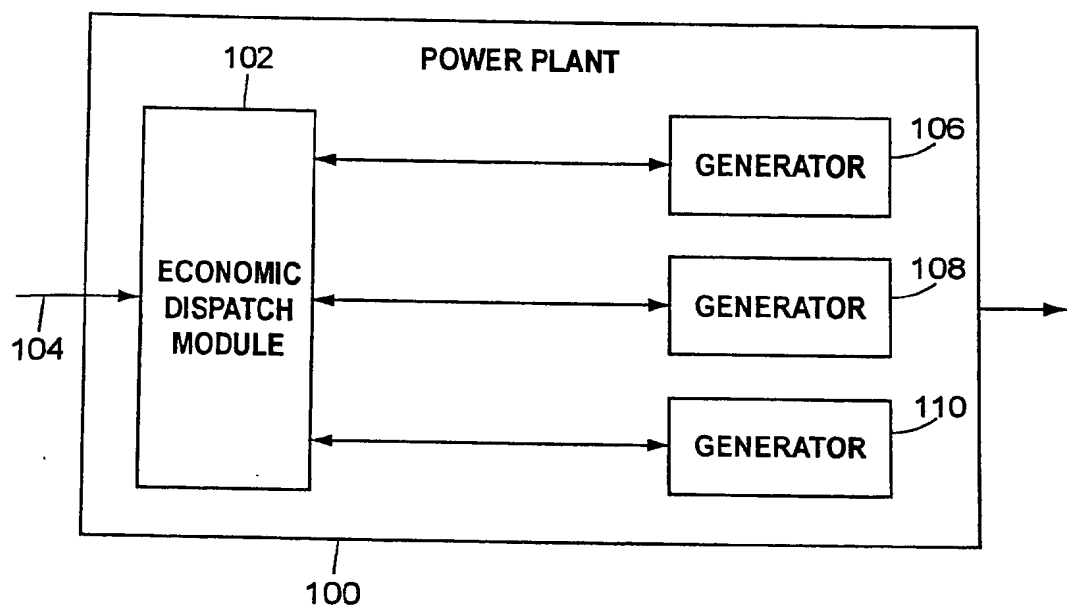 POWER PLANT
102
106
GENERATOR
ECONOMIC
DISPATCH
MODULE
108
GENERATOR
104
110
GENERATOR
100